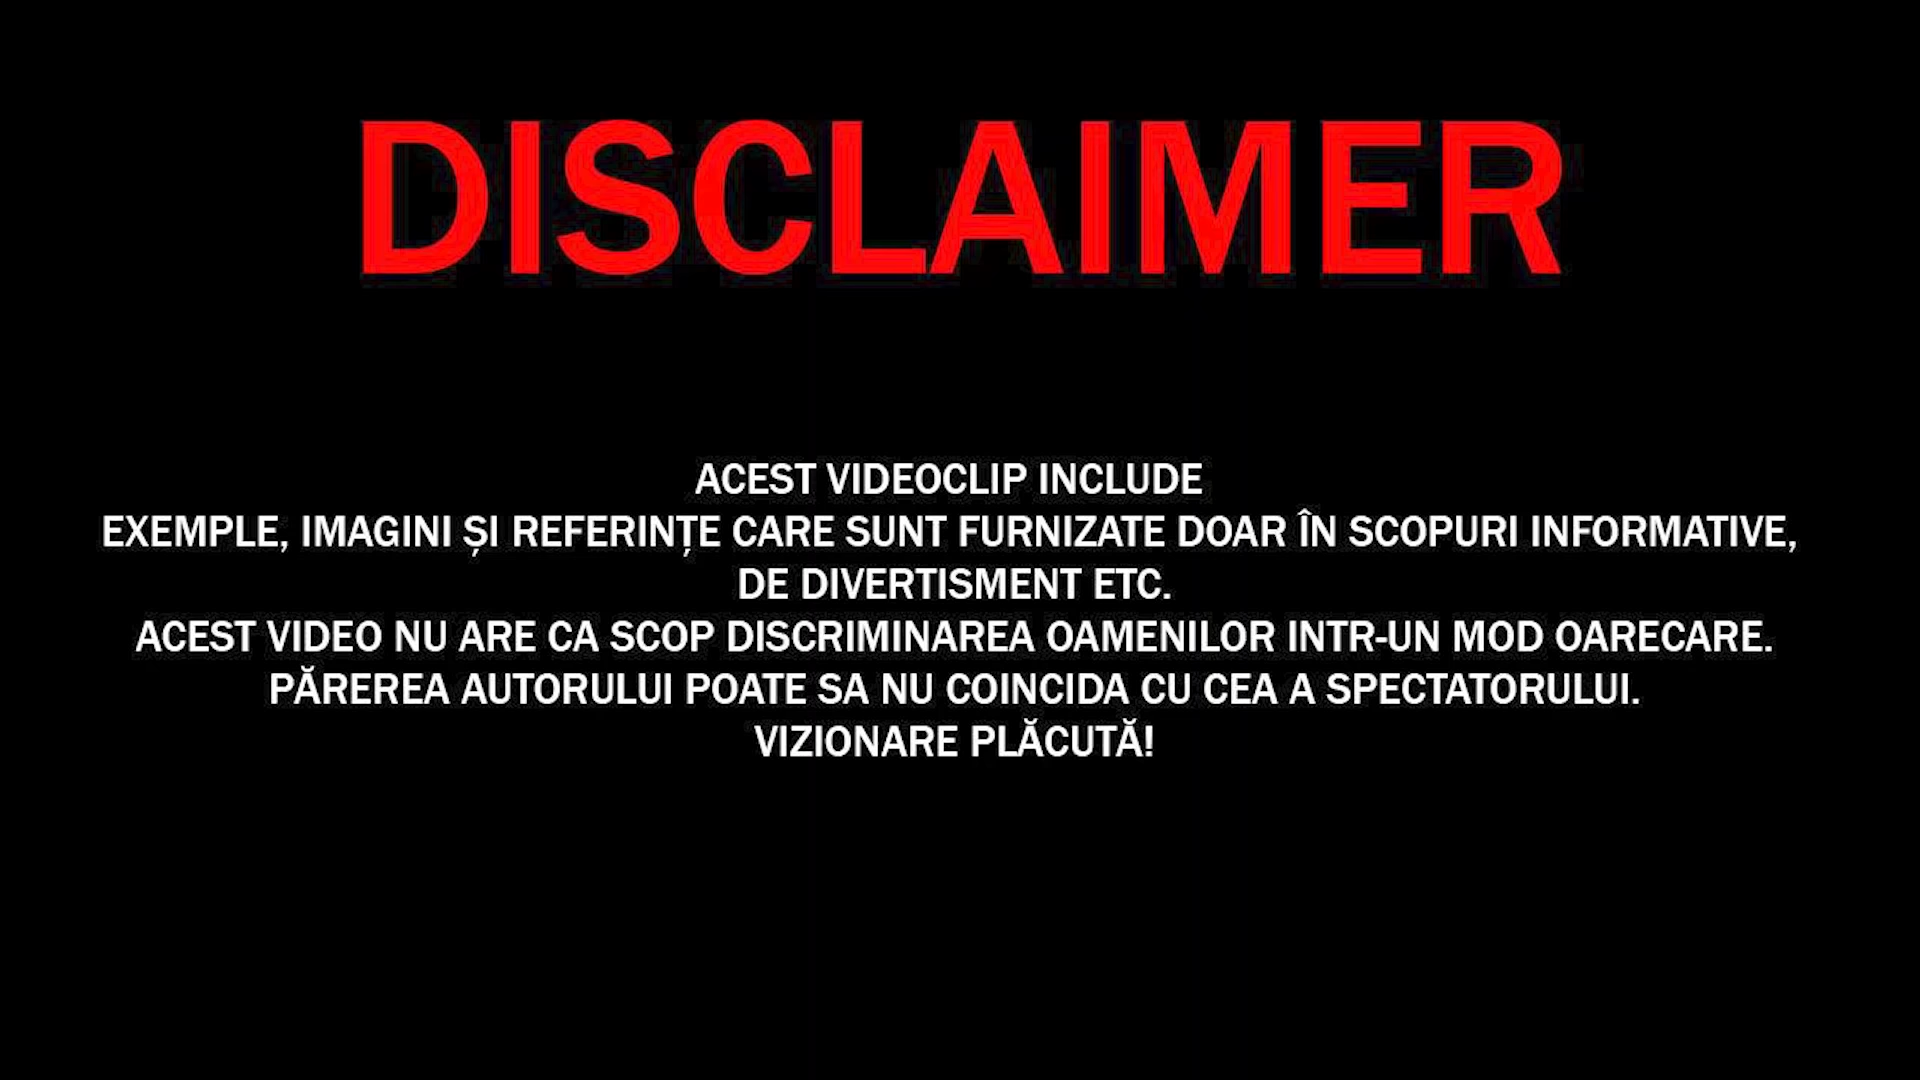 DISCLAIMER
ACEST VIDEOCLIP INCLUDE
EXEMPLE, IMAGINI ȘI REFERINȚE CARE SUNT FURNIZATE DOAR ÎN SCOPURI INFORMATIVE,
DE DIVERTISMENT ETC.
ACEST VIDEO NU ARE CA SCOP DISCRIMINAREA OAMENILOR INTR-UN MOD OARECARE.
PĂREREA AUTORULUI POATE SA NU COINCIDA CU CEA A SPECTATORULUI.
VIZIONARE PLĂCUTĂ!